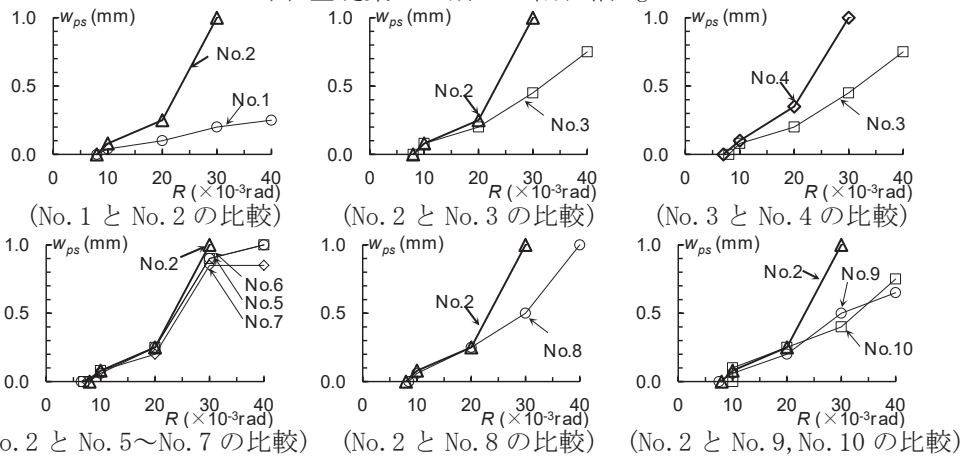 w_ps (mm) w_ps (mm) w_ps (mm)
1.0 1.0 1.0
No.2 No.4
0.5 No.1 0.5 No.2 No.3 0.5 No.3
0.0 0.0 0.0
0 10 20 30 40 0 10 20 30 40 0 10 20 30 40
R (×10⁻³rad) R (×10⁻³rad) R (×10⁻³rad)
(No.1 と No.2 の比較) (No.2 と No.3 の比較) (No.3 と No.4 の比較)
w_ps (mm) w_ps (mm) w_ps (mm)
1.0 1.0 1.0
No.2 No.6 No.5 No.7 No.2 No.2 No.9
0.5 0.5 No.8 0.5 No.10
0.0 0.0 0.0
0 10 20 30 40 0 10 20 30 40 0 10 20 30 40
R (×10⁻³rad) R (×10⁻³rad) R (×10⁻³rad)
o.2 と No.5～No.7 の比較) (No.2 と No.8 の比較) (No.2 と No.9, No.10 の比較)